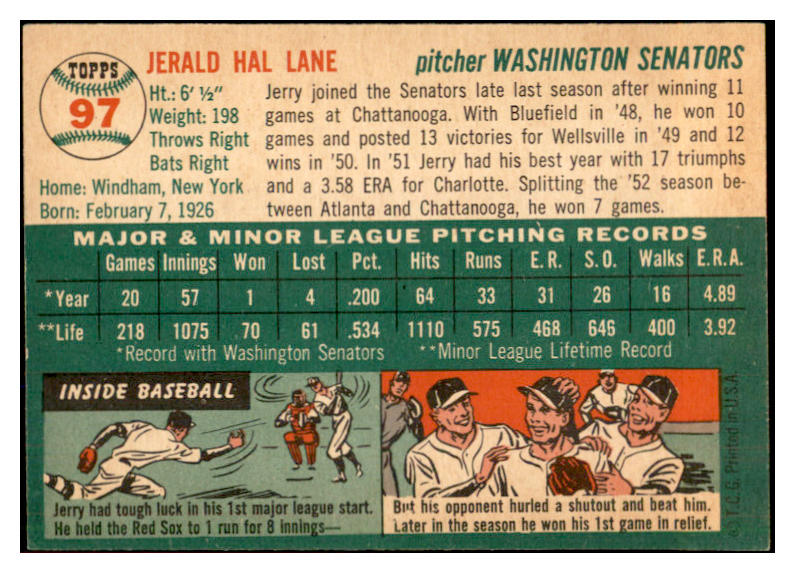 TOPPS
97
JERALD HAL LANE
pitcher WASHINGTON SENATORS
Ht.: 6' ½"
Weight: 198
Throws Right
Bats Right
Home: Windham, New York
Born: February 7, 1926
Jerry joined the Senators late last season after winning 11
games at Chattanooga. With Bluefield in '48, he won 10
games and posted 13 victories for Wellsville in '49 and 12
wins in '50. In '51 Jerry had his best year with 17 triumphs
and a 3.58 ERA for Charlotte. Splitting the '52 season be-
tween Atlanta and Chattanooga, he won 7 games.
MAJOR & MINOR LEAGUE PITCHING RECORDS
Games Innings Won Lost Pct. Hits Runs E.R. S.O. Walks E.R.A.
*Year 20 57 1 4 .200 64 33 31 26 16 4.89
**Life 218 1075 70 61 .534 1110 575 468 646 400 3.92
*Record with Washington Senators **Minor League Lifetime Record
INSIDE BASEBALL
Jerry had tough luck in his 1st major league start.
He held the Red Sox to 1 run for 8 innings—
But his opponent hurled a shutout and beat him.
Later in the season he won his 1st game in relief.
© T.C.G. Printed in U.S.A.